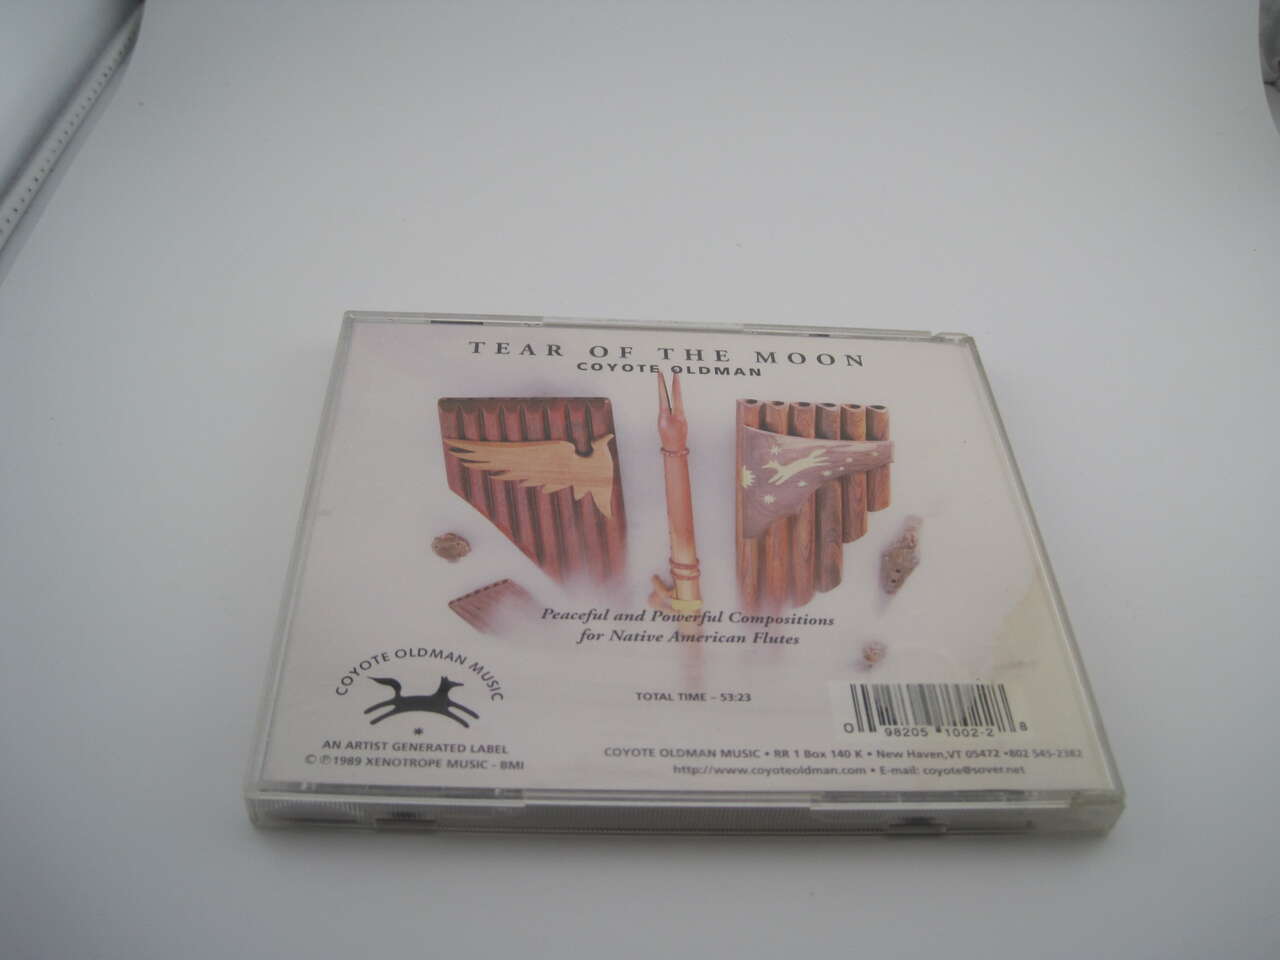 TEAR OF THE MOON
COYOTE OLDMAN
Peaceful and Powerful Compositions
for Native American Flutes
COYOTE OLDMAN MUSIC
*
AN ARTIST GENERATED LABEL
© ℗ 1989 XENOTROPE MUSIC - BMI
TOTAL TIME – 53:23
0 98205 1002-2 8
COYOTE OLDMAN MUSIC • RR 1 Box 140 K • New Haven, VT 05472 • 802 545-2382
http://www.coyoteoldman.com • E-mail: coyote@sover.net